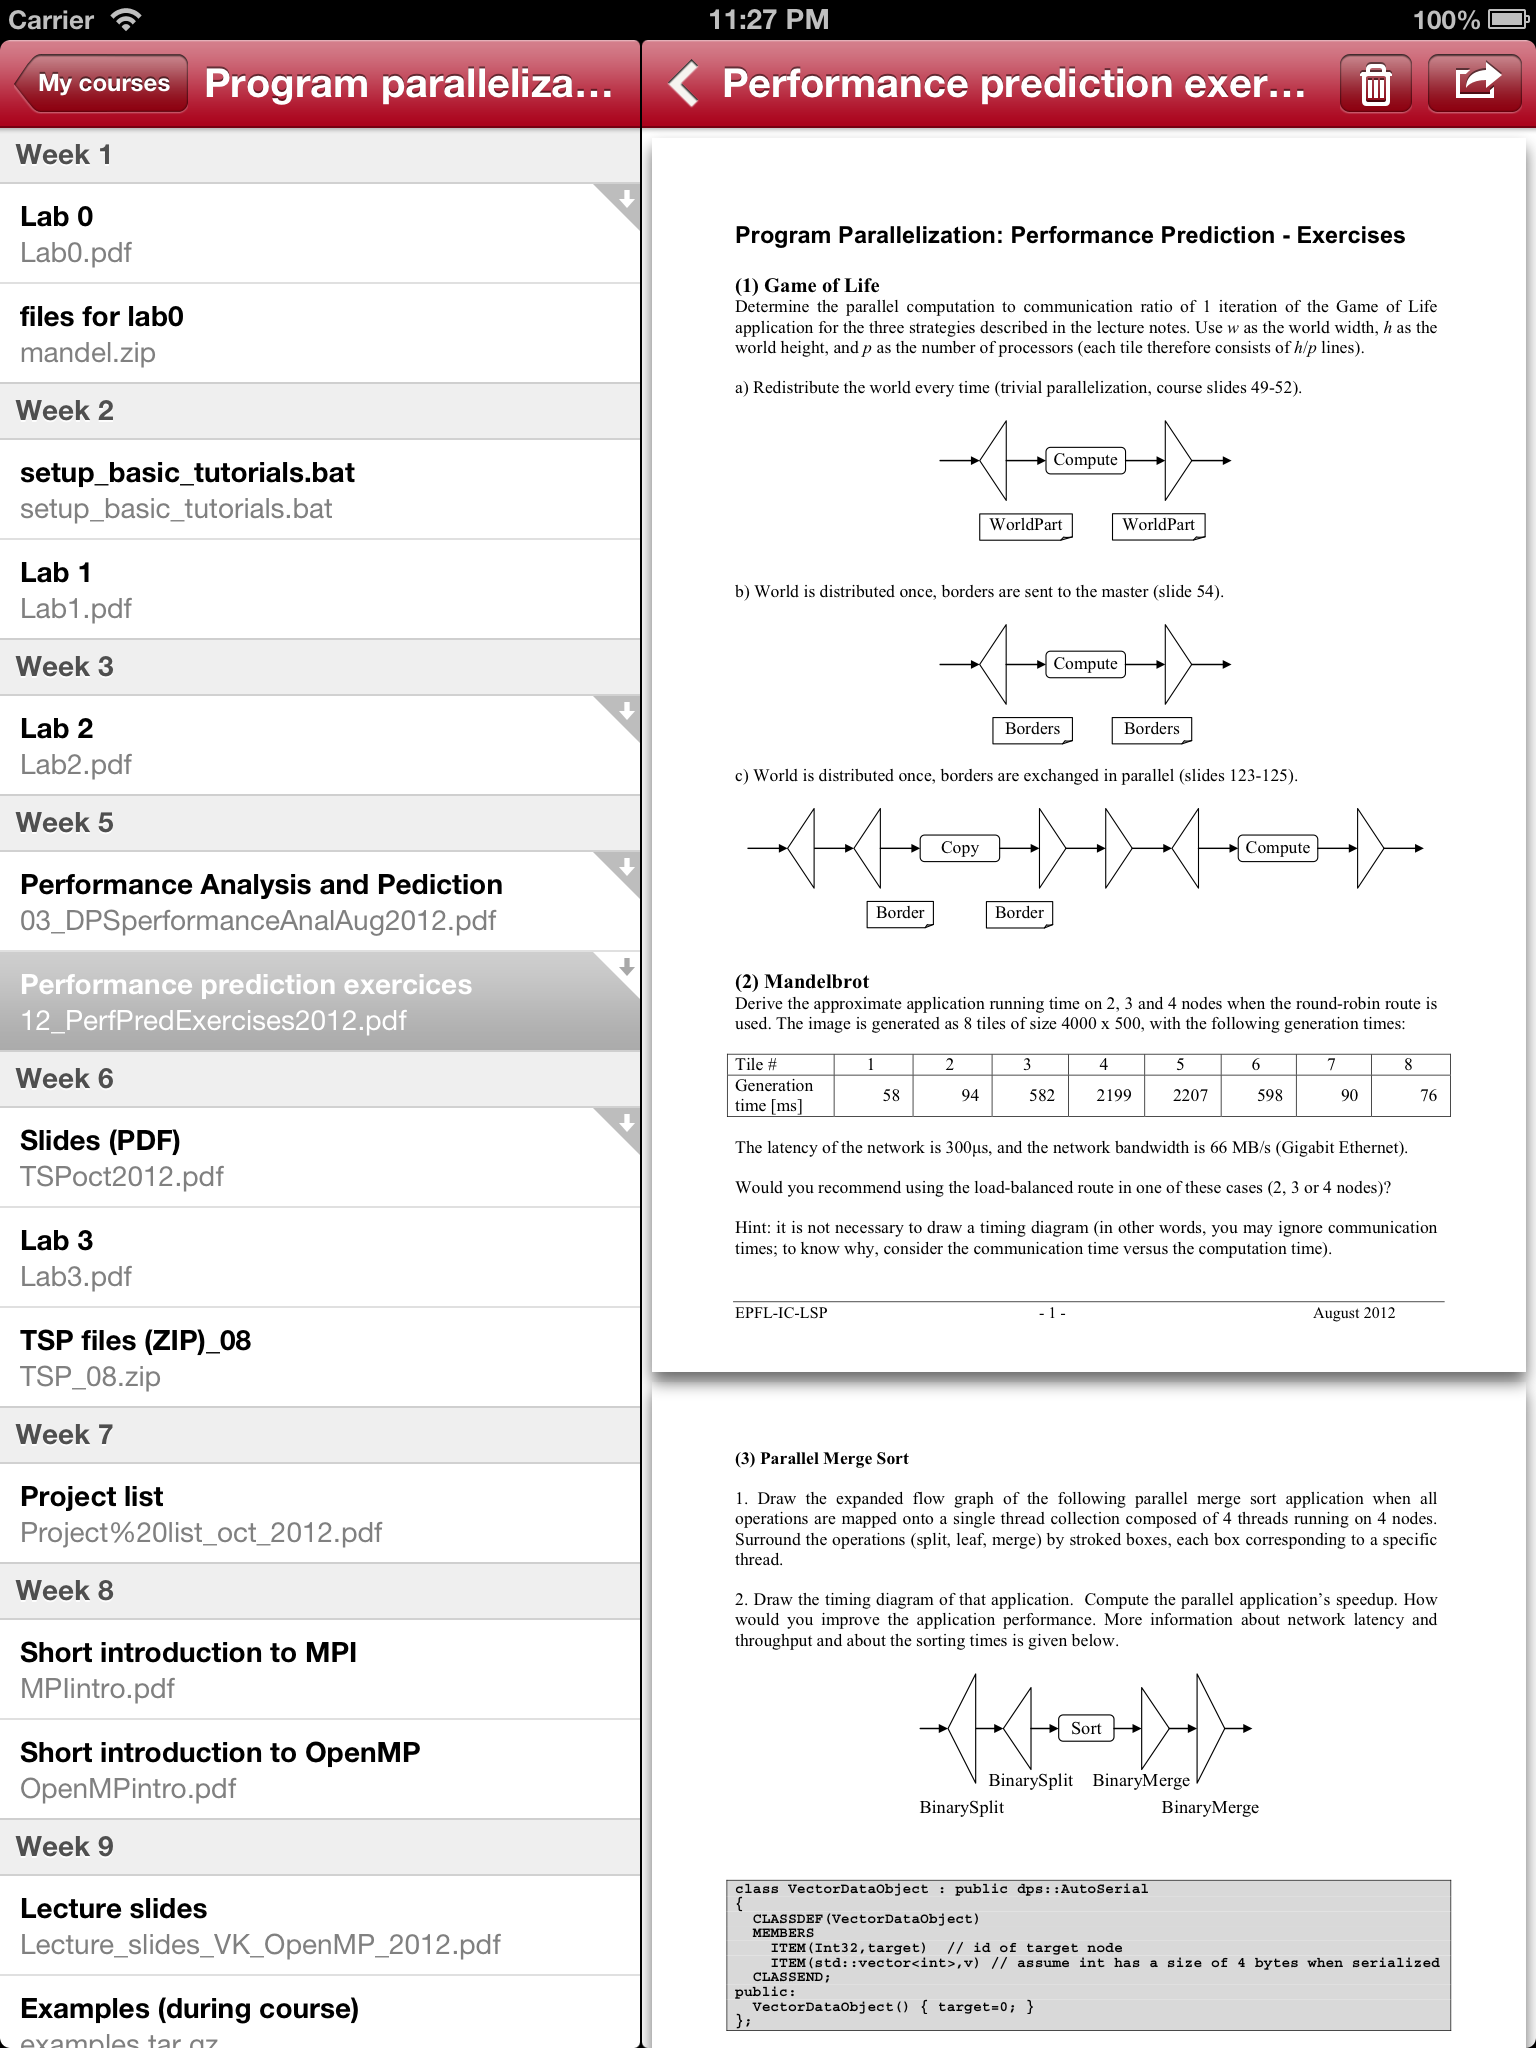 Carrier
11:27 PM
100%
My courses
Program paralleliza...
Week 1
Lab 0
Lab0.pdf
files for lab0
mandel.zip
Week 2
setup_basic_tutorials.bat
setup_basic_tutorials.bat
Lab 1
Lab1.pdf
Week 3
Lab 2
Lab2.pdf
Week 5
Performance Analysis and Pediction
03_DPSperformanceAnalAug2012.pdf
Performance prediction exercices
12_PerfPredExercises2012.pdf
Week 6
Slides (PDF)
TSPoct2012.pdf
Lab 3
Lab3.pdf
TSP files (ZIP)_08
TSP_08.zip
Week 7
Project list
Project%20list_oct_2012.pdf
Week 8
Short introduction to MPI
MPIintro.pdf
Short introduction to OpenMP
OpenMPintro.pdf
Week 9
Lecture slides
Lecture_slides_VK_OpenMP_2012.pdf
Examples (during course)
examples.tar.gz
Performance prediction exer...
Program Parallelization: Performance Prediction - Exercises
(1) Game of Life
Determine the parallel computation to communication ratio of 1 iteration of the Game of Life
application for the three strategies described in the lecture notes. Use w as the world width, h as the
world height, and p as the number of processors (each tile therefore consists of h/p lines).
a) Redistribute the world every time (trivial parallelization, course slides 49-52).
Compute
WorldPart WorldPart
b) World is distributed once, borders are sent to the master (slide 54).
Compute
Borders Borders
c) World is distributed once, borders are exchanged in parallel (slides 123-125).
Copy Compute
Border Border
(2) Mandelbrot
Derive the approximate application running time on 2, 3 and 4 nodes when the round-robin route is
used. The image is generated as 8 tiles of size 4000 x 500, with the following generation times:
Tile # 1 2 3 4 5 6 7 8
Generation
time [ms] 58 94 582 2199 2207 598 90 76
The latency of the network is 300μs, and the network bandwidth is 66 MB/s (Gigabit Ethernet).
Would you recommend using the load-balanced route in one of these cases (2, 3 or 4 nodes)?
Hint: it is not necessary to draw a timing diagram (in other words, you may ignore communication
times; to know why, consider the communication time versus the computation time).
EPFL-IC-LSP - 1 - August 2012
(3) Parallel Merge Sort
1. Draw the expanded flow graph of the following parallel merge sort application when all
operations are mapped onto a single thread collection composed of 4 threads running on 4 nodes.
Surround the operations (split, leaf, merge) by stroked boxes, each box corresponding to a specific
thread.
2. Draw the timing diagram of that application. Compute the parallel application's speedup. How
would you improve the application performance. More information about network latency and
throughput and about the sorting times is given below.
Sort
BinarySplit BinaryMerge
BinarySplit BinaryMerge
class VectorDataObject : public dps::AutoSerial
{
CLASSDEF(VectorDataObject)
MEMBERS
ITEM(Int32,target) // id of target node
ITEM(std::vector<int>,v) // assume int has a size of 4 bytes when serialized
CLASSEND;
public:
VectorDataObject() { target=0; }
};